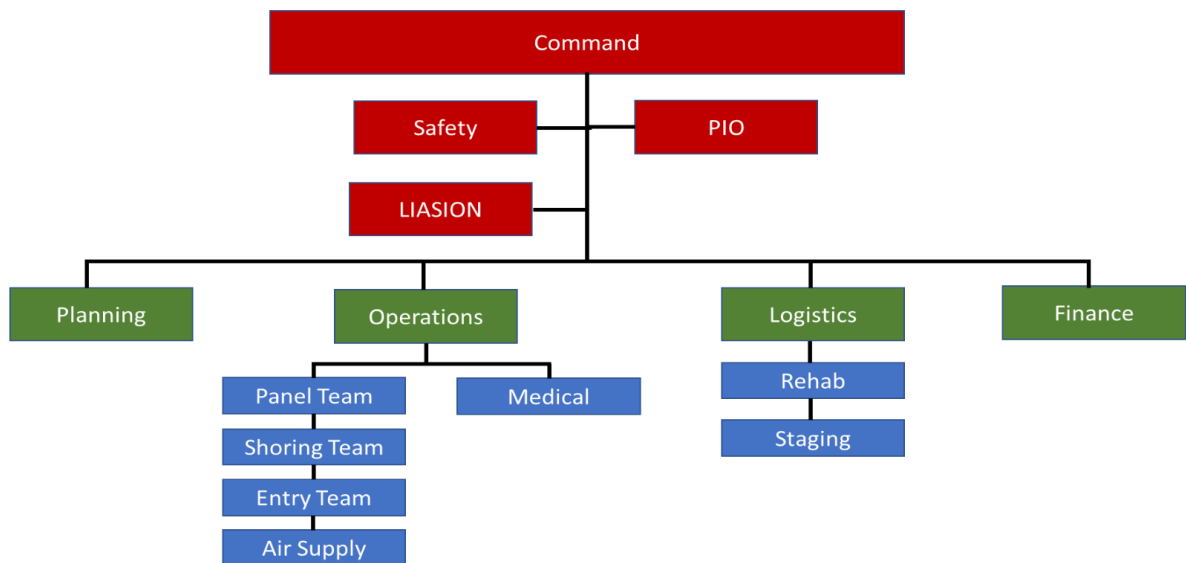 Command
Safety
PIO
LIASION
Planning
Operations
Logistics
Finance
Panel Team
Medical
Rehab
Shoring Team
Staging
Entry Team
Air Supply